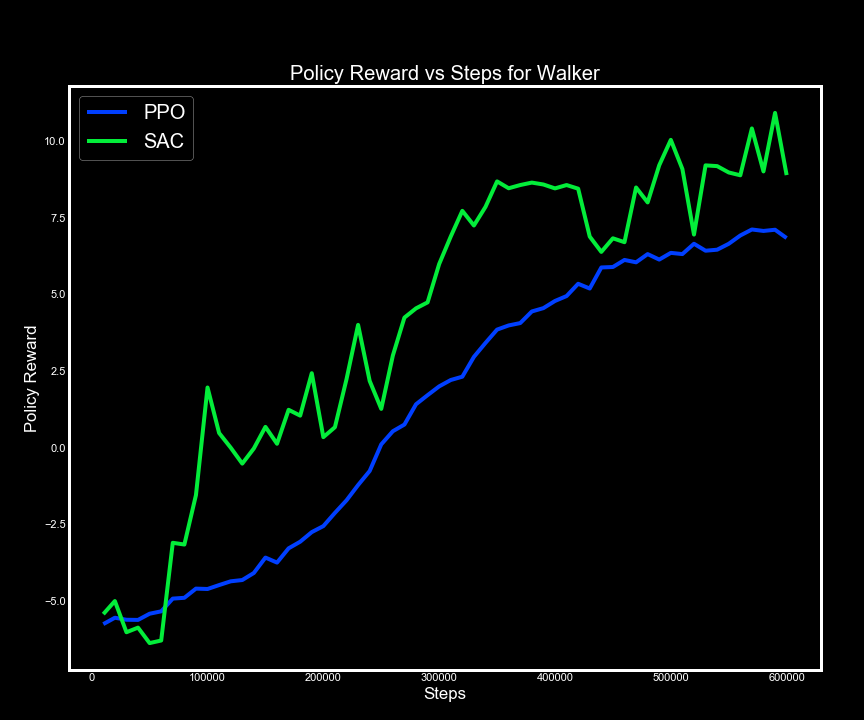 Policy Reward vs Steps for Walker
PPO
SAC
10.0
7.5
5.0
2.5
0.0
−2.5
−5.0
Policy Reward
0 100000 200000 300000 400000 500000 600000
Steps